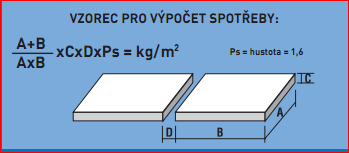 VZOREC PRO VÝPOČET SPOTŘEBY:
A+B
AxB
xCxDxPs = kg/m²
Ps = hustota = 1,6
C
A
D
B